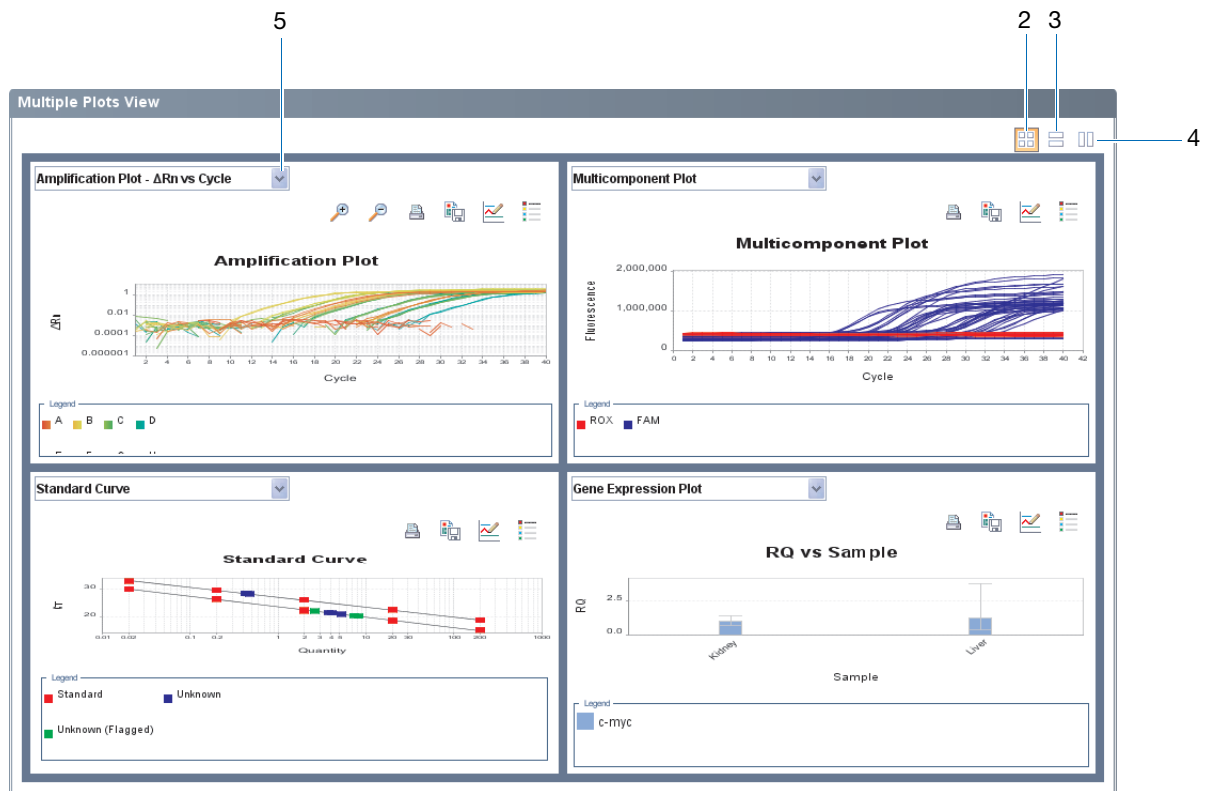 5
2 3
Multiple Plots View
4
Amplification Plot - ΔRn vs Cycle
Amplification Plot
ΔRn
1
0.01
0.0001
0.000001
2 4 6 8 10 12 14 16 18 20 22 24 26 28 30 32 34 36 38 40
Cycle
Legend
A B C D
Multicomponent Plot
Multicomponent Plot
Fluorescence
2,000,000
1,000,000
0
0 2 4 6 8 10 12 14 16 18 20 22 24 26 28 30 32 34 36 38 40 42
Cycle
Legend
ROX FAM
Standard Curve
Standard Curve
30
20
0.01 0.02 0.1 0.2 1 2 3 4 5 10 20 30 100 200 1000
Quantity
Legend
Standard Unknown
Unknown (Flagged)
Gene Expression Plot
RQ vs Sample
RQ
2.5
0.0
Kidney Liver
Sample
Legend
c-myc